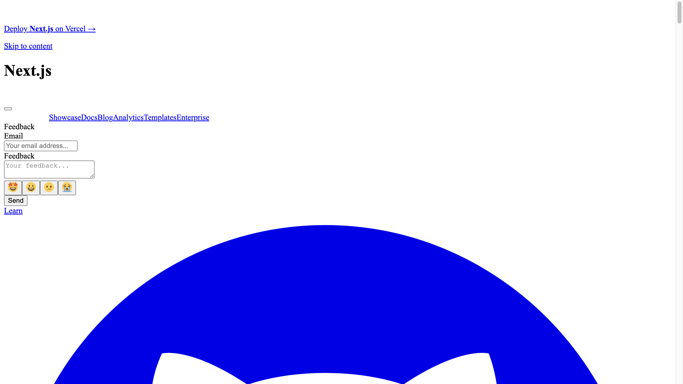 Deploy Next.js on Vercel →
Skip to content
Next.js
ShowcaseDocsBlogAnalyticsTemplatesEnterprise
Feedback
Email
Your email address...
Feedback
Your feedback...
Send
Learn